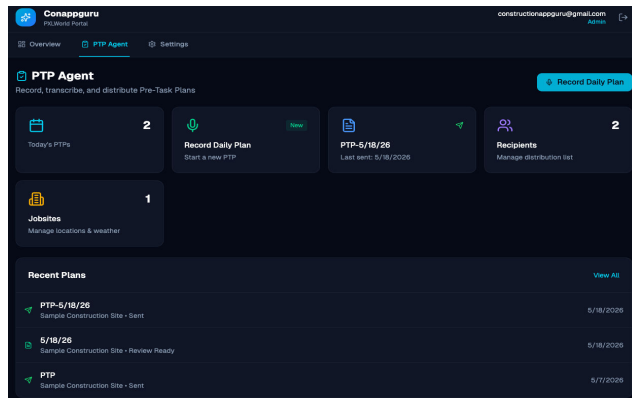 Conappguru
PXLWorld Portal
constructionappguru@gmail.com
Admin
Overview
PTP Agent
Settings
PTP Agent
Record, transcribe, and distribute Pre-Task Plans
Record Daily Plan
2
Today's PTPs
New
Record Daily Plan
Start a new PTP
PTP-5/18/26
Last sent: 5/18/2026
2
Recipients
Manage distribution list
1
Jobsites
Manage locations & weather
Recent Plans
View All
PTP-5/18/26
Sample Construction Site • Sent
5/18/2026
5/18/26
Sample Construction Site • Review Ready
5/18/2026
PTP
Sample Construction Site • Sent
5/7/2026